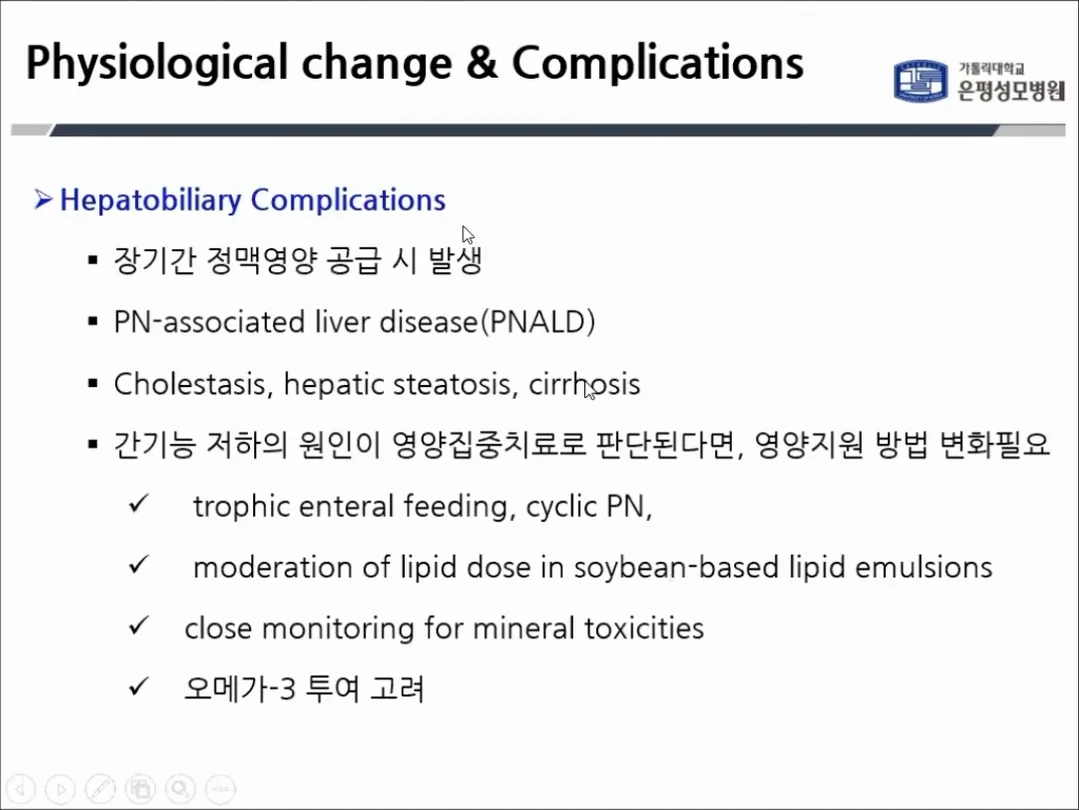 Physiological change & Complications
가톨릭대학교
은평성모병원
Hepatobiliary Complications
장기간 정맥영양 공급 시 발생
PN-associated liver disease(PNALD)
Cholestasis, hepatic steatosis, cirrhosis
간기능 저하의 원인이 영양집중치료로 판단된다면, 영양지원 방법 변화필요
trophic enteral feeding, cyclic PN,
moderation of lipid dose in soybean-based lipid emulsions
close monitoring for mineral toxicities
오메가-3 투여 고려